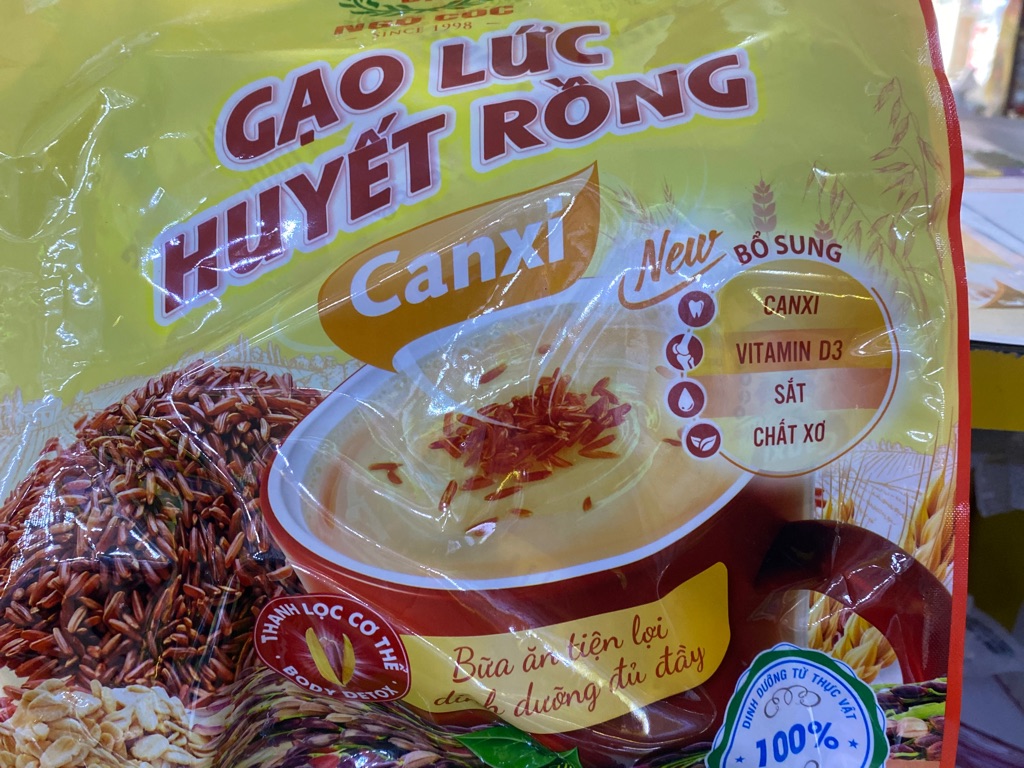 NGŨ CỐC
SINCE 1998
GẠO LỨC
HUYẾT RỒNG
Canxi
New
BỔ SUNG
CANXI
VITAMIN D3
SẮT
CHẤT XƠ
THANH LỌC CƠ THỂ
BODY DETOX
Bữa ăn tiện lợi
dinh dưỡng đủ đầy
DINH DƯỠNG TỪ THỰC VẬT
100%